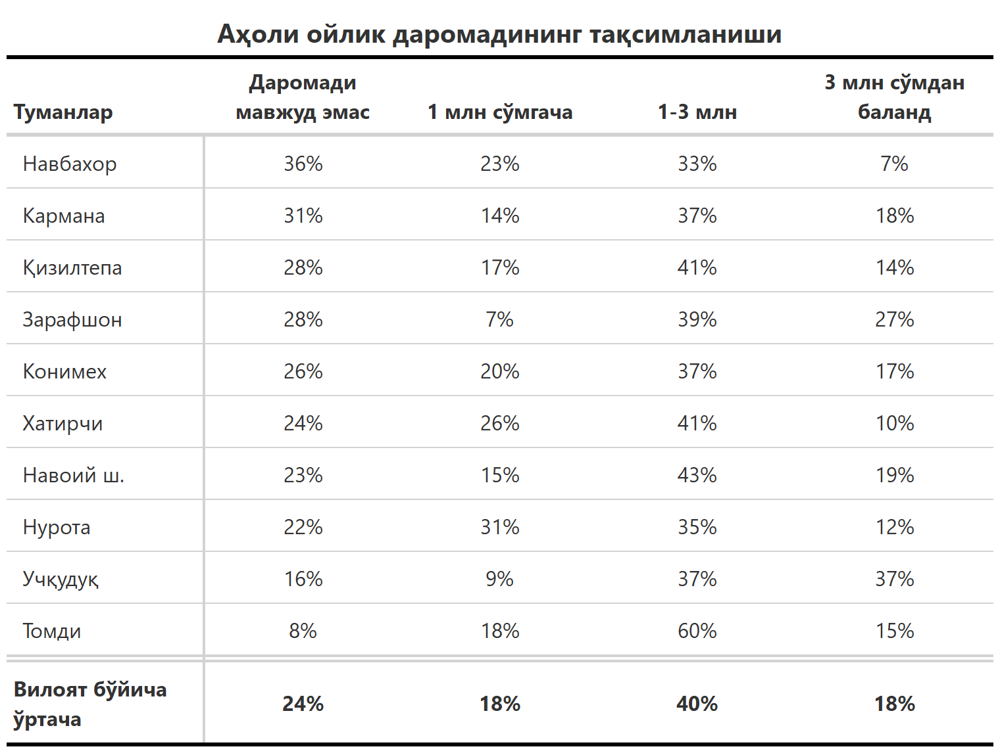 Аҳоли ойлик даромадининг тақсимланиши
Туманлар Даромади мавжуд эмас 1 млн сўмгача 1-3 млн 3 млн сўмдан баланд
Навбахор 36% 23% 33% 7%
Кармана 31% 14% 37% 18%
Қизилтепа 28% 17% 41% 14%
Зарафшон 28% 7% 39% 27%
Конимех 26% 20% 37% 17%
Хатирчи 24% 26% 41% 10%
Навоий ш. 23% 15% 43% 19%
Нурота 22% 31% 35% 12%
Учқудуқ 16% 9% 37% 37%
Томди 8% 18% 60% 15%
Вилоят бўйича ўртача 24% 18% 40% 18%